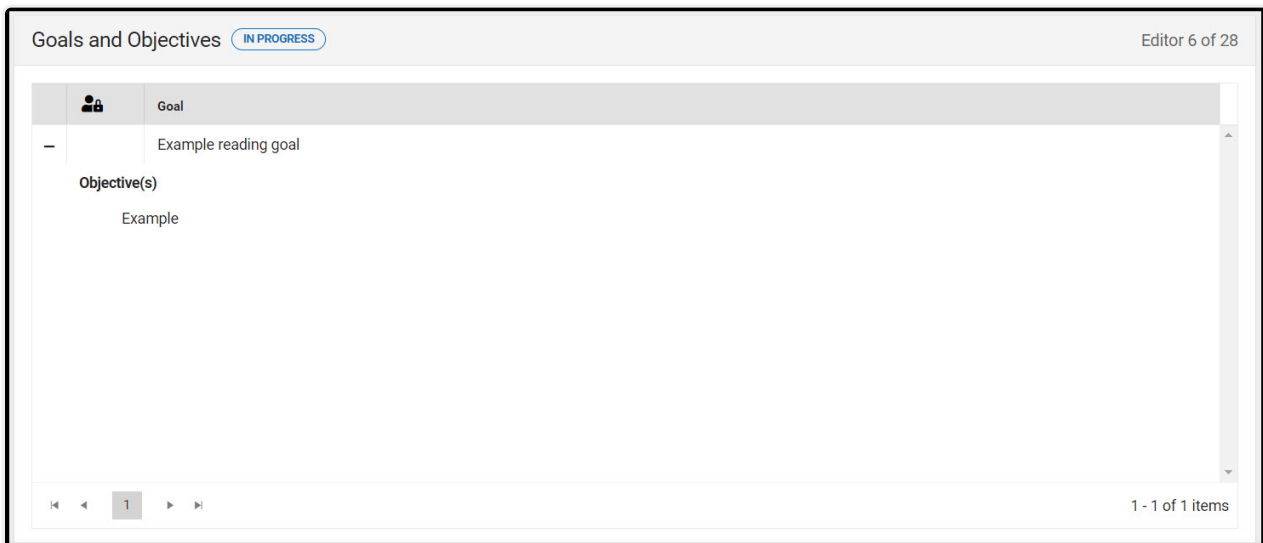 Goals and Objectives IN PROGRESS Editor 6 of 28
Goal
Example reading goal
Objective(s)
Example
1 1 - 1 of 1 items